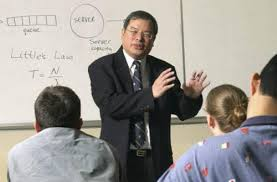 queue
SERVER
Server
capacity
Little's Law
T = N/λ